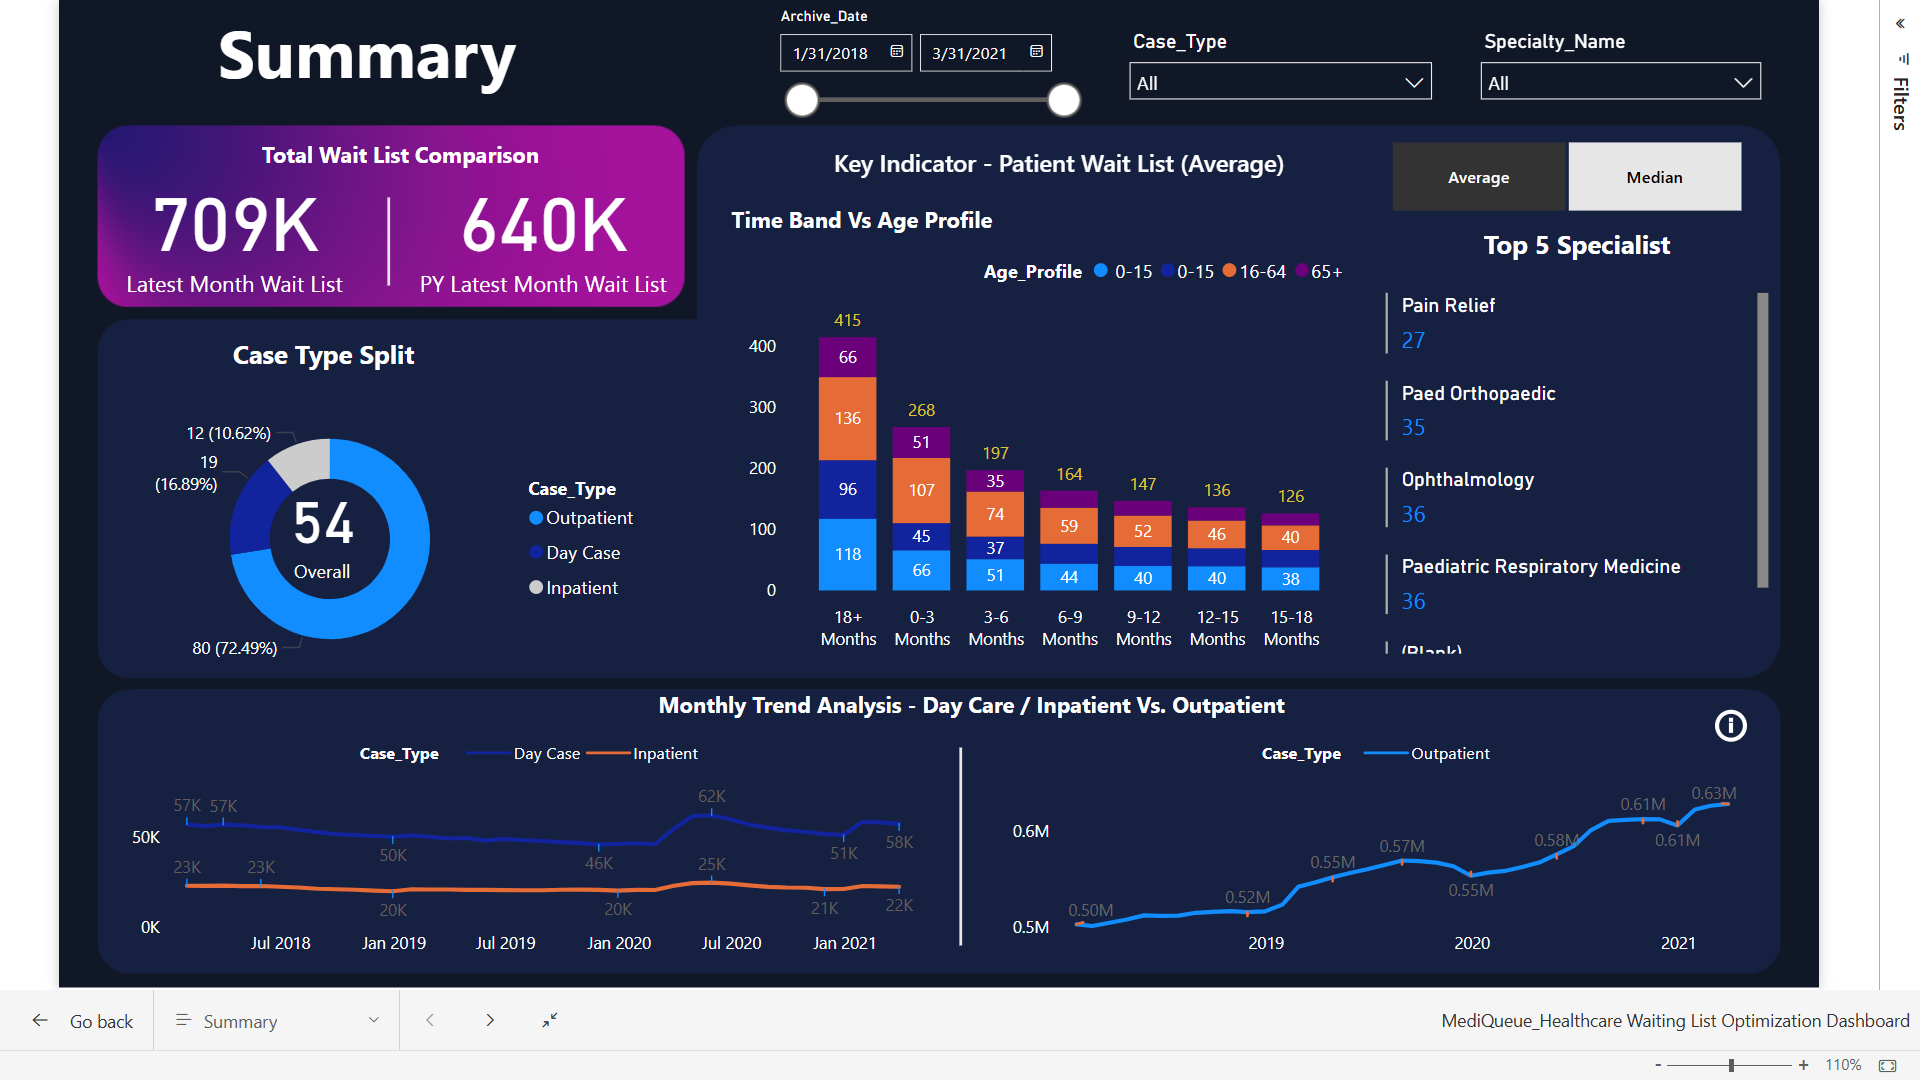 Summary
Archive_Date
1/31/2018
3/31/2021
Case_Type
All
Specialty_Name
All
Filters
Total Wait List Comparison
709K
Latest Month Wait List
640K
PY Latest Month Wait List
Key Indicator - Patient Wait List (Average)
Average
Median
Time Band Vs Age Profile
Age_Profile 0-15 0-15 16-64 65+
400
300
200
100
0
415
66
136
96
118
18+
Months
268
51
107
45
66
0-3
Months
197
35
74
37
51
3-6
Months
164
59
44
6-9
Months
147
52
40
9-12
Months
136
46
40
12-15
Months
126
40
38
15-18
Months
Top 5 Specialist
Pain Relief
27
Paed Orthopaedic
35
Ophthalmology
36
Paediatric Respiratory Medicine
36
(Blank)
Case Type Split
12 (10.62%)
19
(16.89%)
54
Overall
80 (72.49%)
Case_Type
Outpatient
Day Case
Inpatient
Monthly Trend Analysis - Day Care / Inpatient Vs. Outpatient
Case_Type Day Case Inpatient
50K
0K
57K 57K
50K
46K
62K
51K
58K
23K
23K
20K
20K
25K
21K
22K
Jul 2018 Jan 2019 Jul 2019 Jan 2020 Jul 2020 Jan 2021
Case_Type Outpatient
0.6M
0.5M
0.50M
0.52M
0.55M
0.57M
0.55M
0.58M
0.61M
0.61M
0.63M
2019 2020 2021
Go back
Summary
MediQueue_Healthcare Waiting List Optimization Dashboard
- + 110%